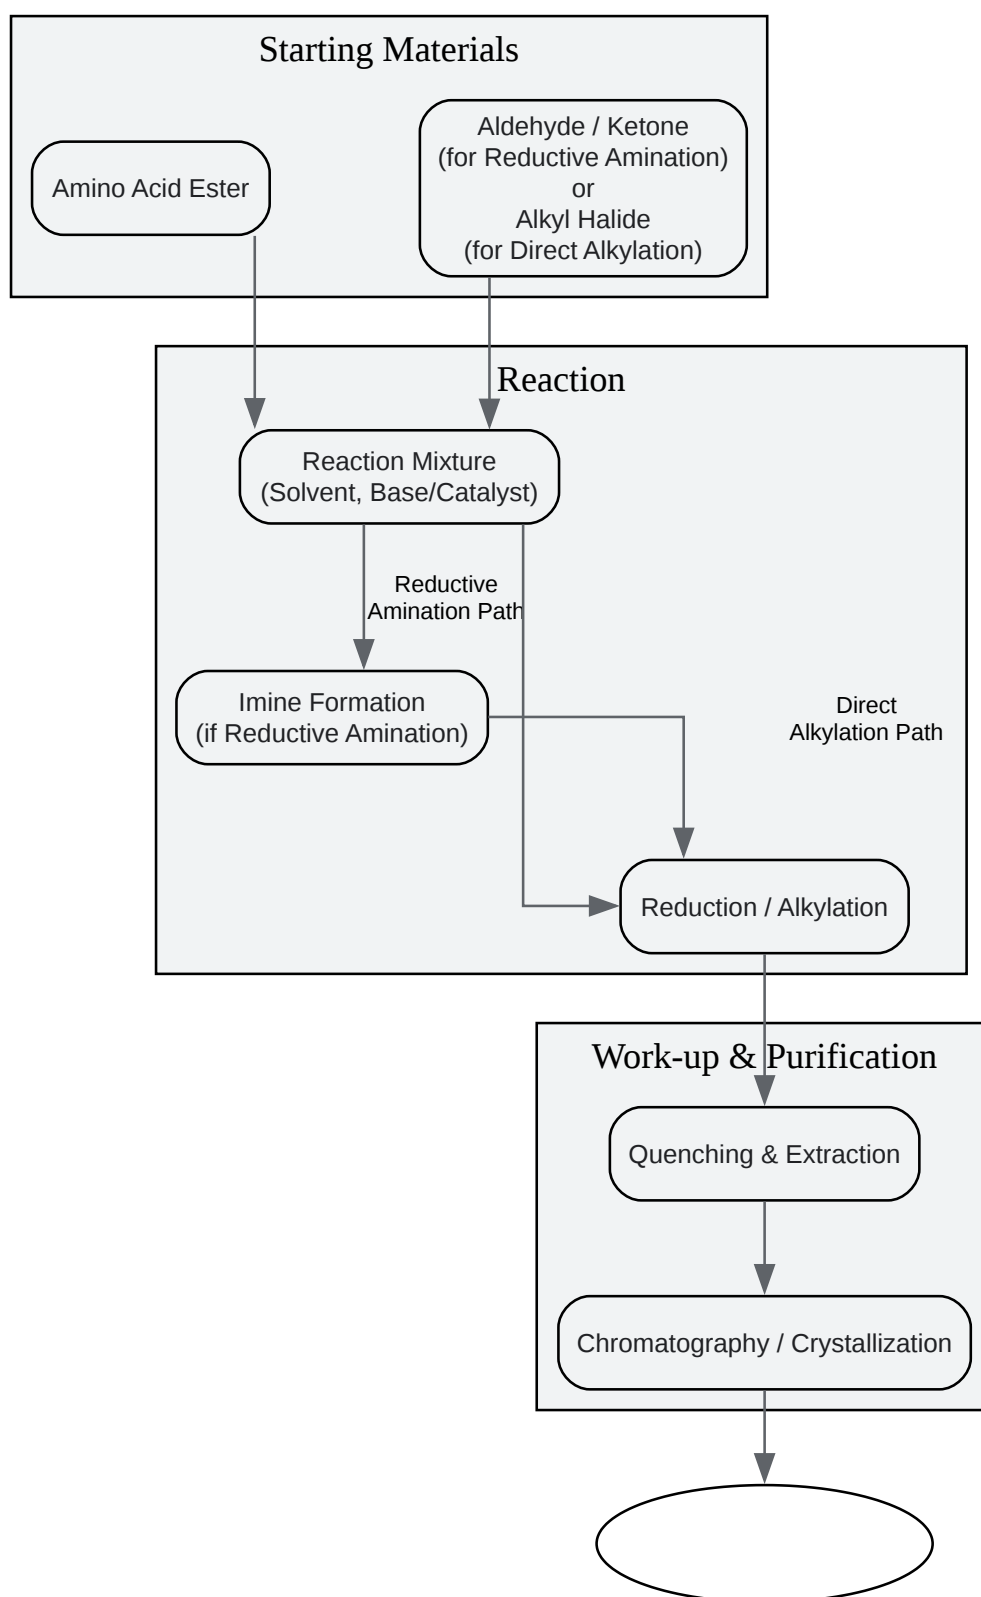 Starting Materials
Amino Acid Ester
Aldehyde / Ketone
(for Reductive Amination)
or
Alkyl Halide
(for Direct Alkylation)
Reaction
Reaction Mixture
(Solvent, Base/Catalyst)
Reductive
Amination Path
Imine Formation
(if Reductive Amination)
Direct
Alkylation Path
Reduction / Alkylation
Work-up & Purification
Quenching & Extraction
Chromatography / Crystallization